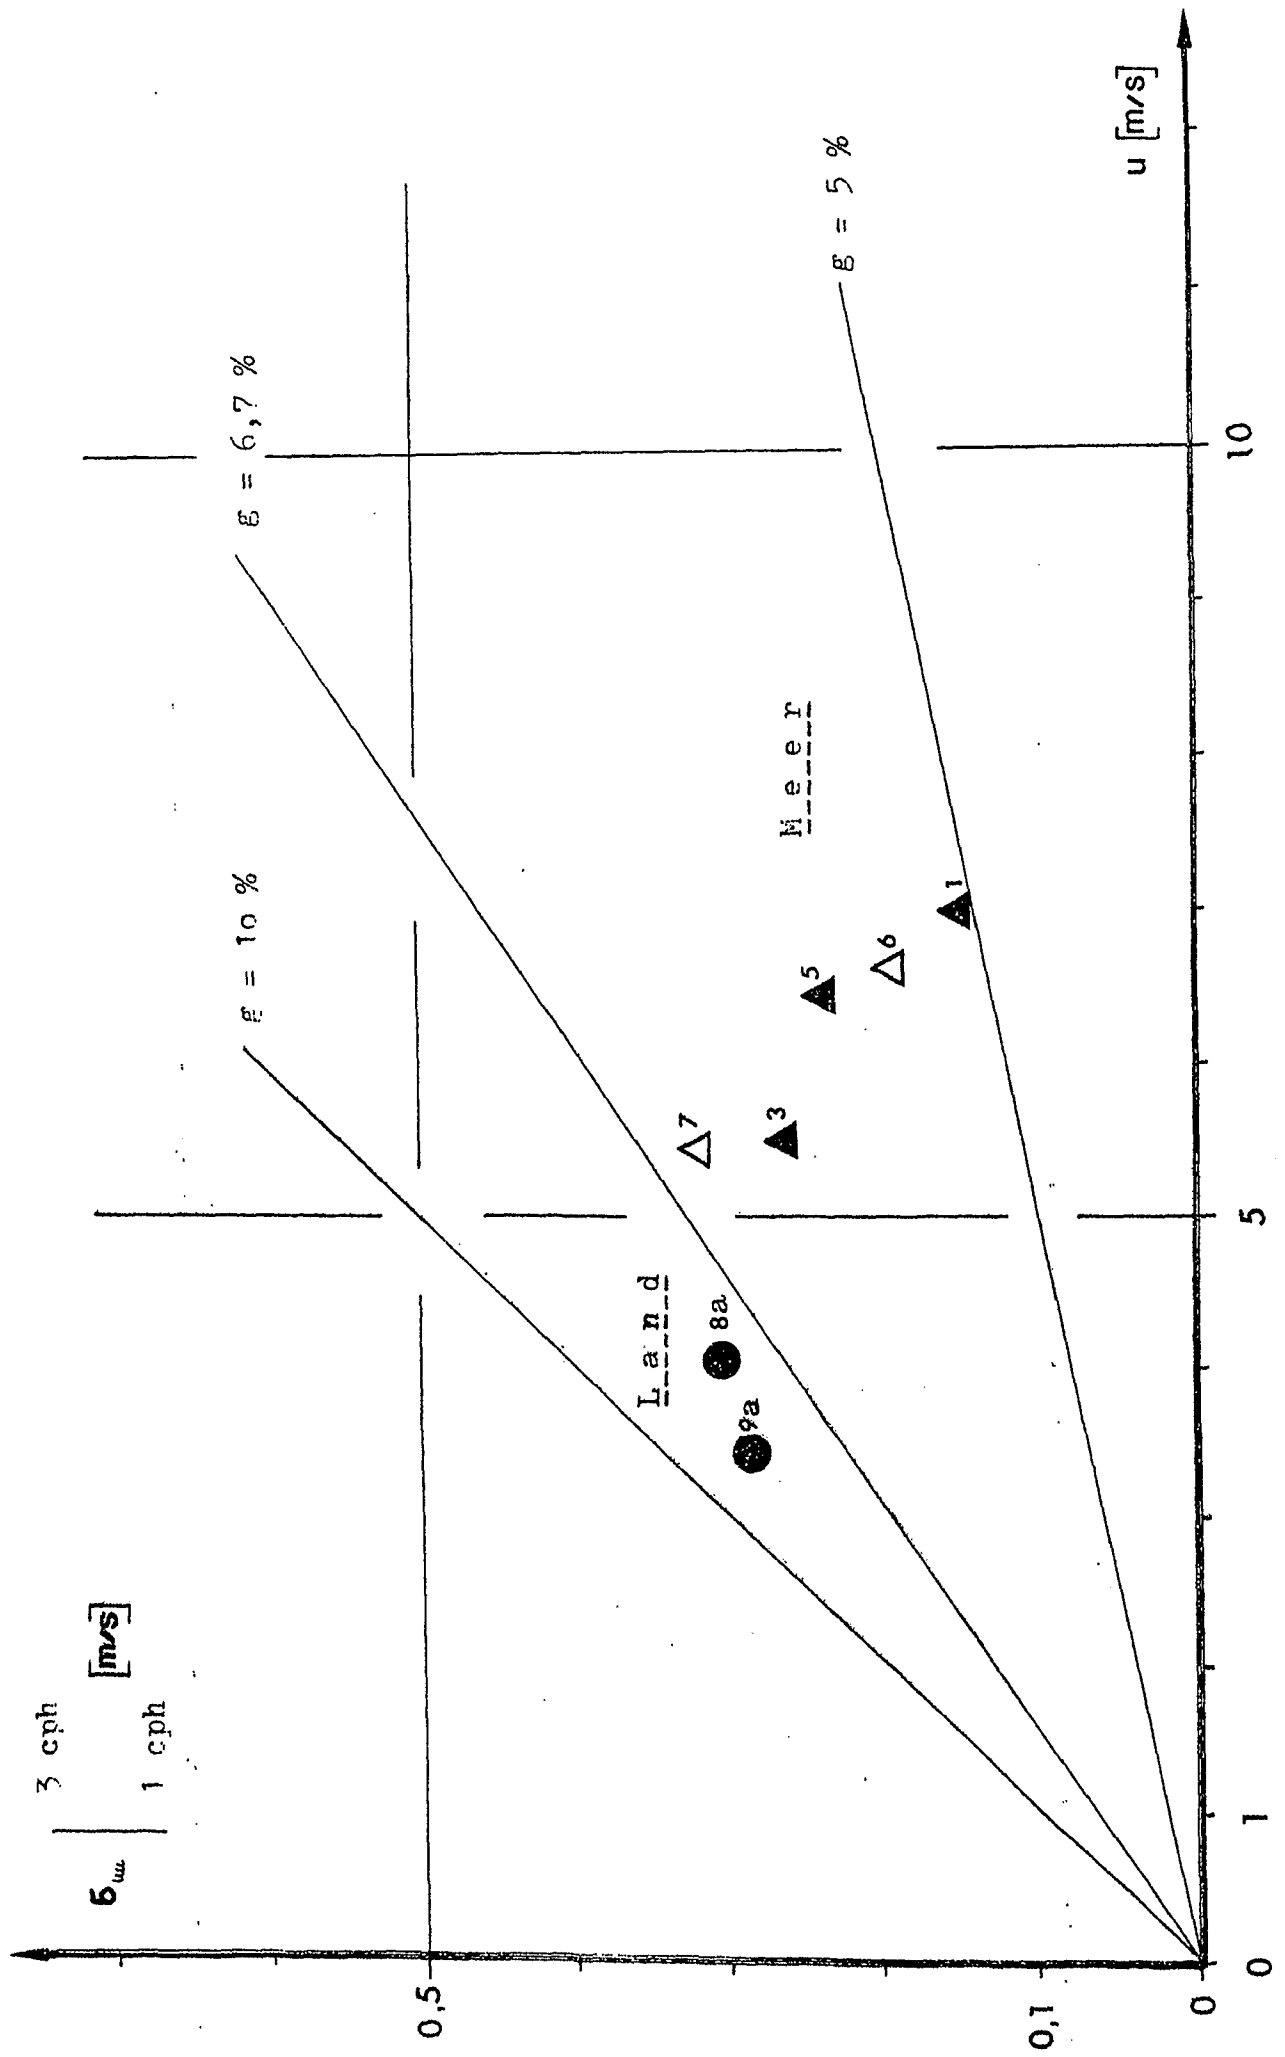 3 cph
σ [m/s]
1 cph
g = 10 %
g = 6,7 %
0,5
Land
7
Meer
9a
8a
3
5
6
1
g = 5 %
0,1
u [m/s]
0
0
1
5
10